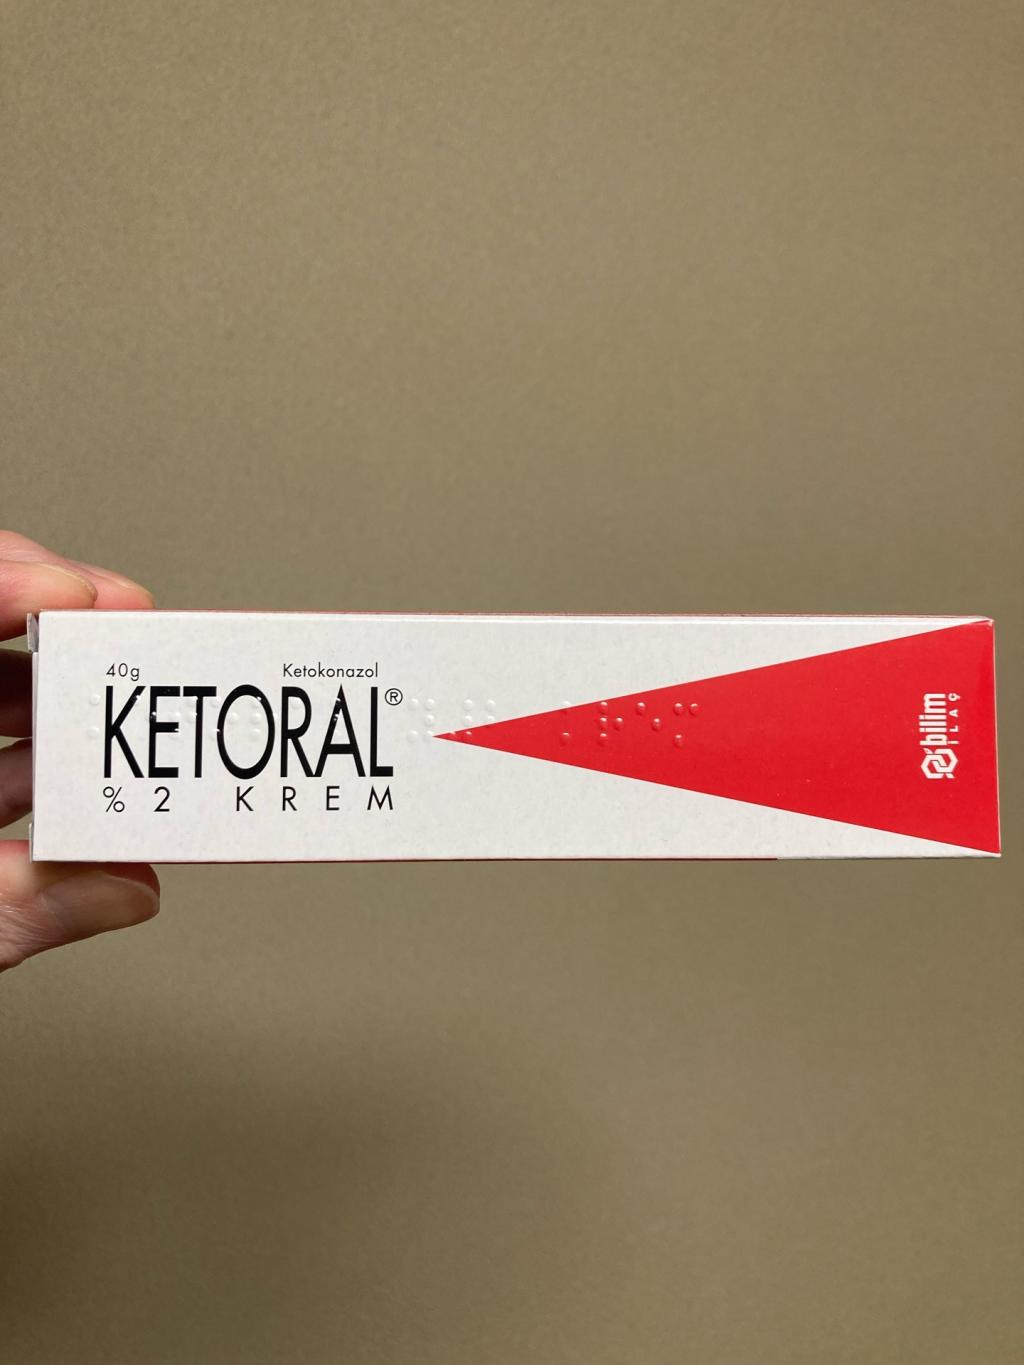 40g Ketokonazol
KETORAL®
%2 KREM
bilim
İLAÇ